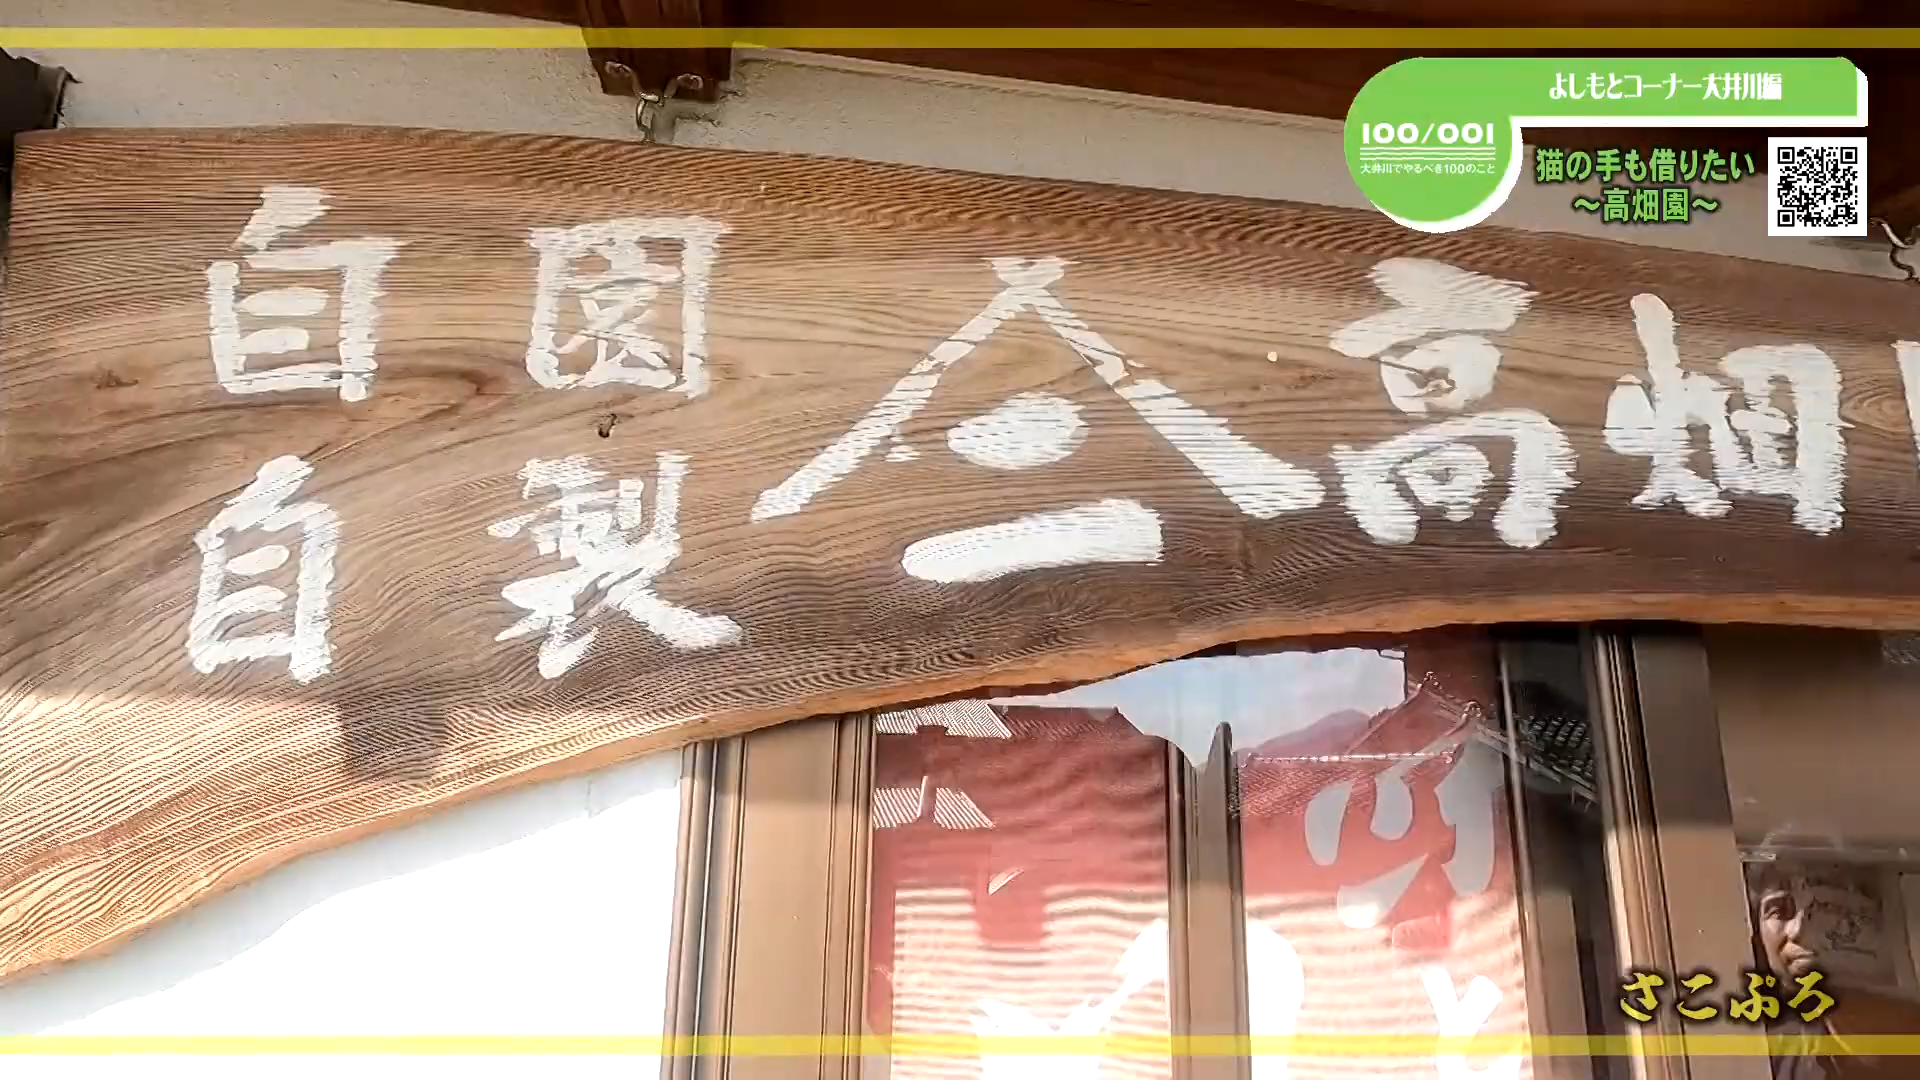 よしもとコーナー大井川編
100/001
大井川でやるべき100のこと
猫の手も借りたい
～高畑園～
自園
自製
高畑
さこぷろ